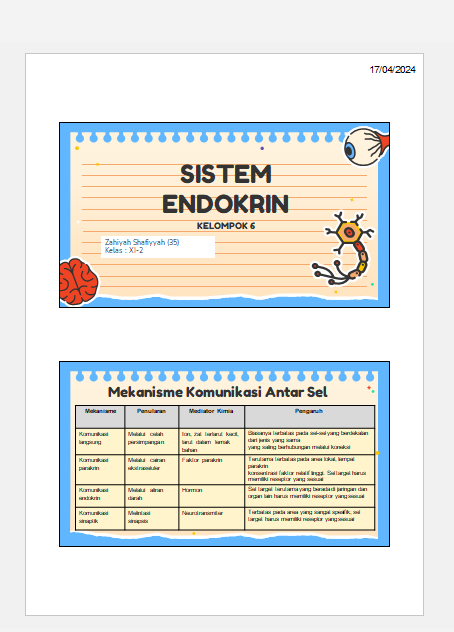 17/04/2024
SISTEM
ENDOKRIN
KELOMPOK 6
Zahiyah Shafiyyah (35)
Kelas : XI-2
Mekanisme Komunikasi Antar Sel
Mekanisme Penularan Mediator Kimia Pengaruh
Komunikasi langsung
Melalui celah persimpangan
Ion, zat terlarut kecil, larut dalam lemak bahan
Biasanya terbatas pada sel-sel yang berdekatan
dari jenis yang sama
yang berhubungan melalui koneksi
Komunikasi parakrin
Melalui cairan ekstraseluler
Faktor parakrin
Terutama terbatas pada area lokal, tempat
parakrin
konsentrasi faktor relatif tinggi. Sel target harus
memiliki reseptor yang sesuai
Komunikasi endokrin
Melalui aliran darah
Hormon
Sel target terutama yang berada di jaringan dan
organ lain harus memiliki reseptor yang sesuai
Komunikasi sinaptik
Melintasi sinapsis
Neurotransmiter
Terbatas pada area yang sangat spesifik, sel
target harus memiliki reseptor yang sesuai